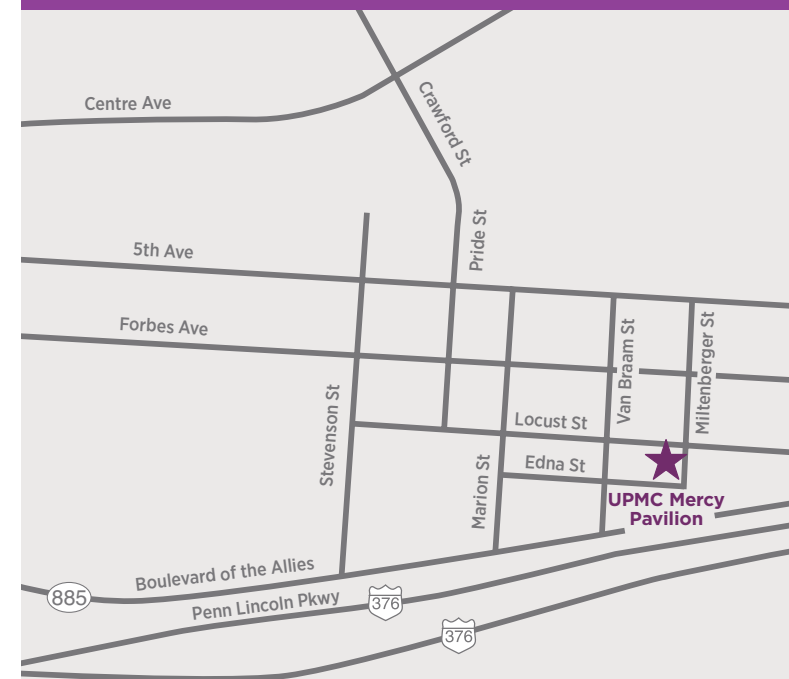 Centre Ave
Crawford St
Pride St
5th Ave
Forbes Ave
Van Braam St
Miltenberger St
Stevenson St
Locust St
Edna St
Marion St
UPMC Mercy
Pavilion
Boulevard of the Allies
885
Penn Lincoln Pkwy
376
376